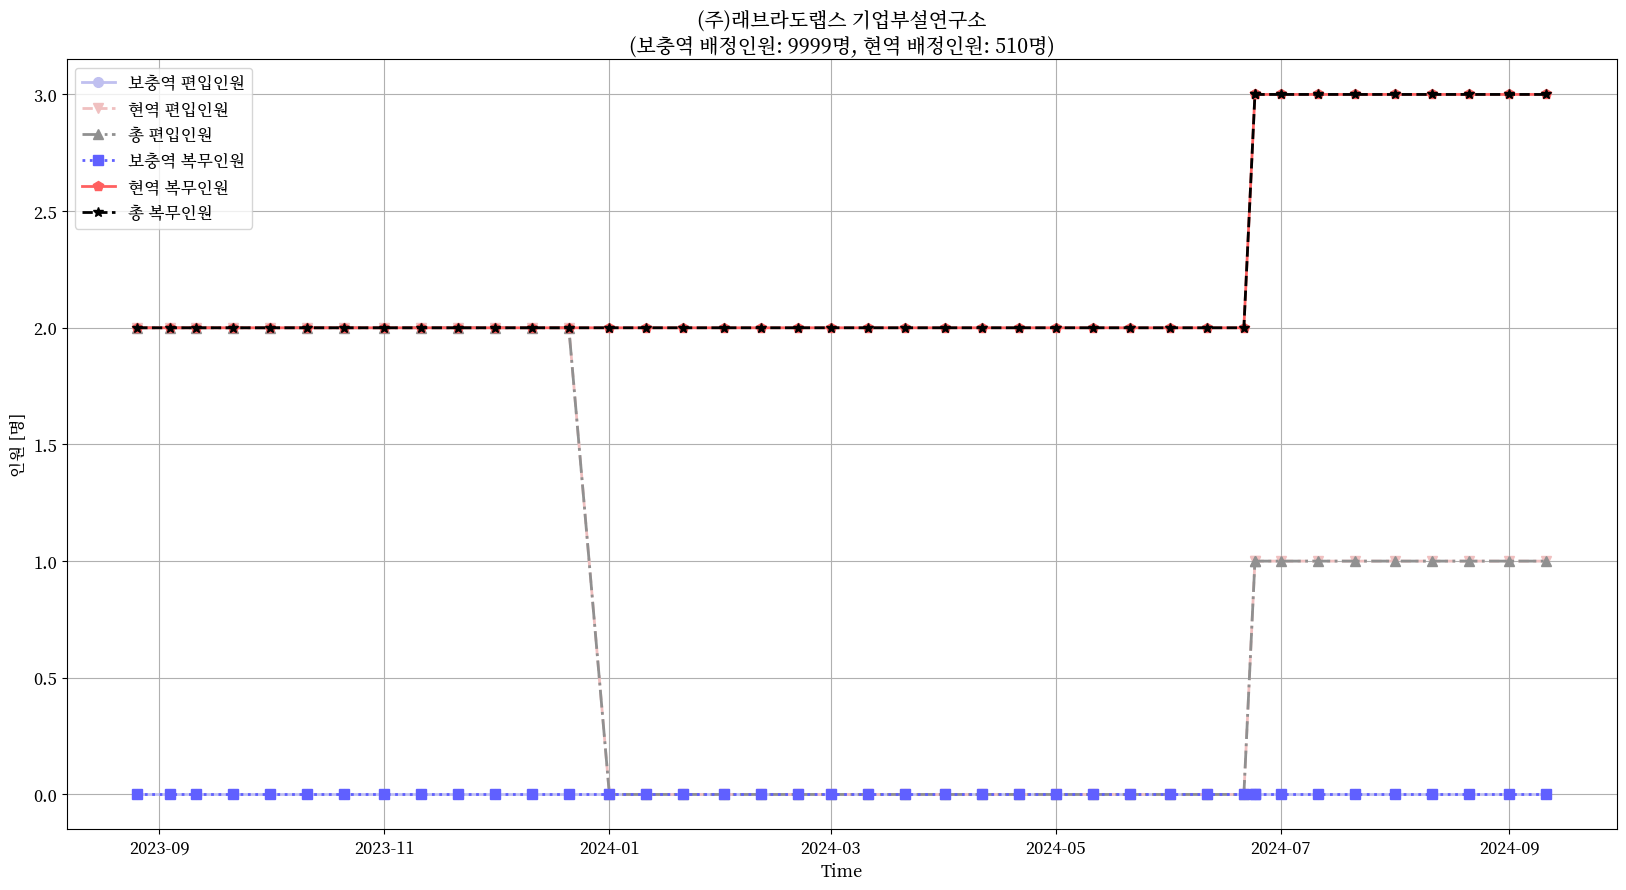 (주)래브라도랩스 기업부설연구소
(보충역 배정인원: 9999명, 현역 배정인원: 510명)
보충역 편입인원
현역 편입인원
총 편입인원
보충역 복무인원
현역 복무인원
총 복무인원
3.0
2.5
2.0
1.5
1.0
0.5
0.0
인원 [명]
2023-09 2023-11 2024-01 2024-03 2024-05 2024-07 2024-09
Time